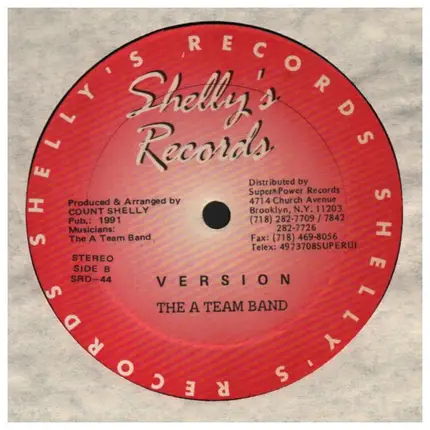 SHELLY'S RECORDS SHELLY'S RECORDS
Shelly's
Records
Produced & Arranged by
COUNT SHELLY
Pub.: 1991
Musicians:
The A Team Band
STEREO
SIDE B
SRD-44
Distributed by
Super Power Records
4714 Church Avenue
Brooklyn, N.Y. 11203
(718) 282-7709 / 7842
282-7726
Fax: (718) 469-8056
Telex: 4973708SUPERUI
VERSION
THE A TEAM BAND